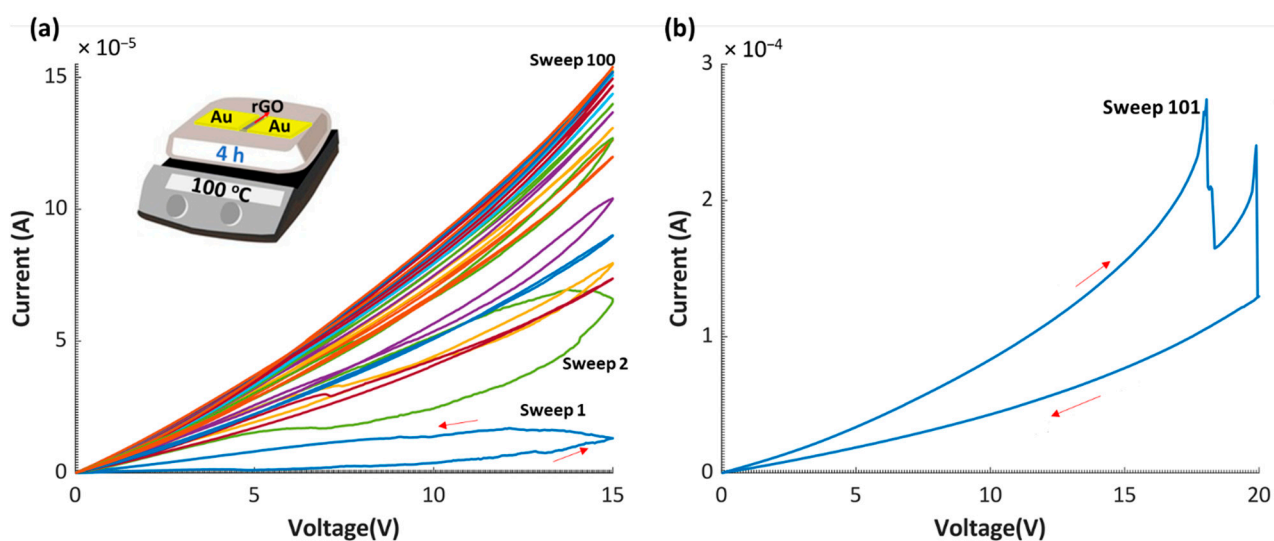 (a)
× 10⁻⁵
15
10
5
0
Current (A)
0
5
10
15
Voltage(V)
Sweep 100
Sweep 2
Sweep 1
rGO
Au
Au
4 h
100 °C
(b)
× 10⁻⁴
3
2
1
0
Current (A)
0
5
10
15
20
Voltage(V)
Sweep 101